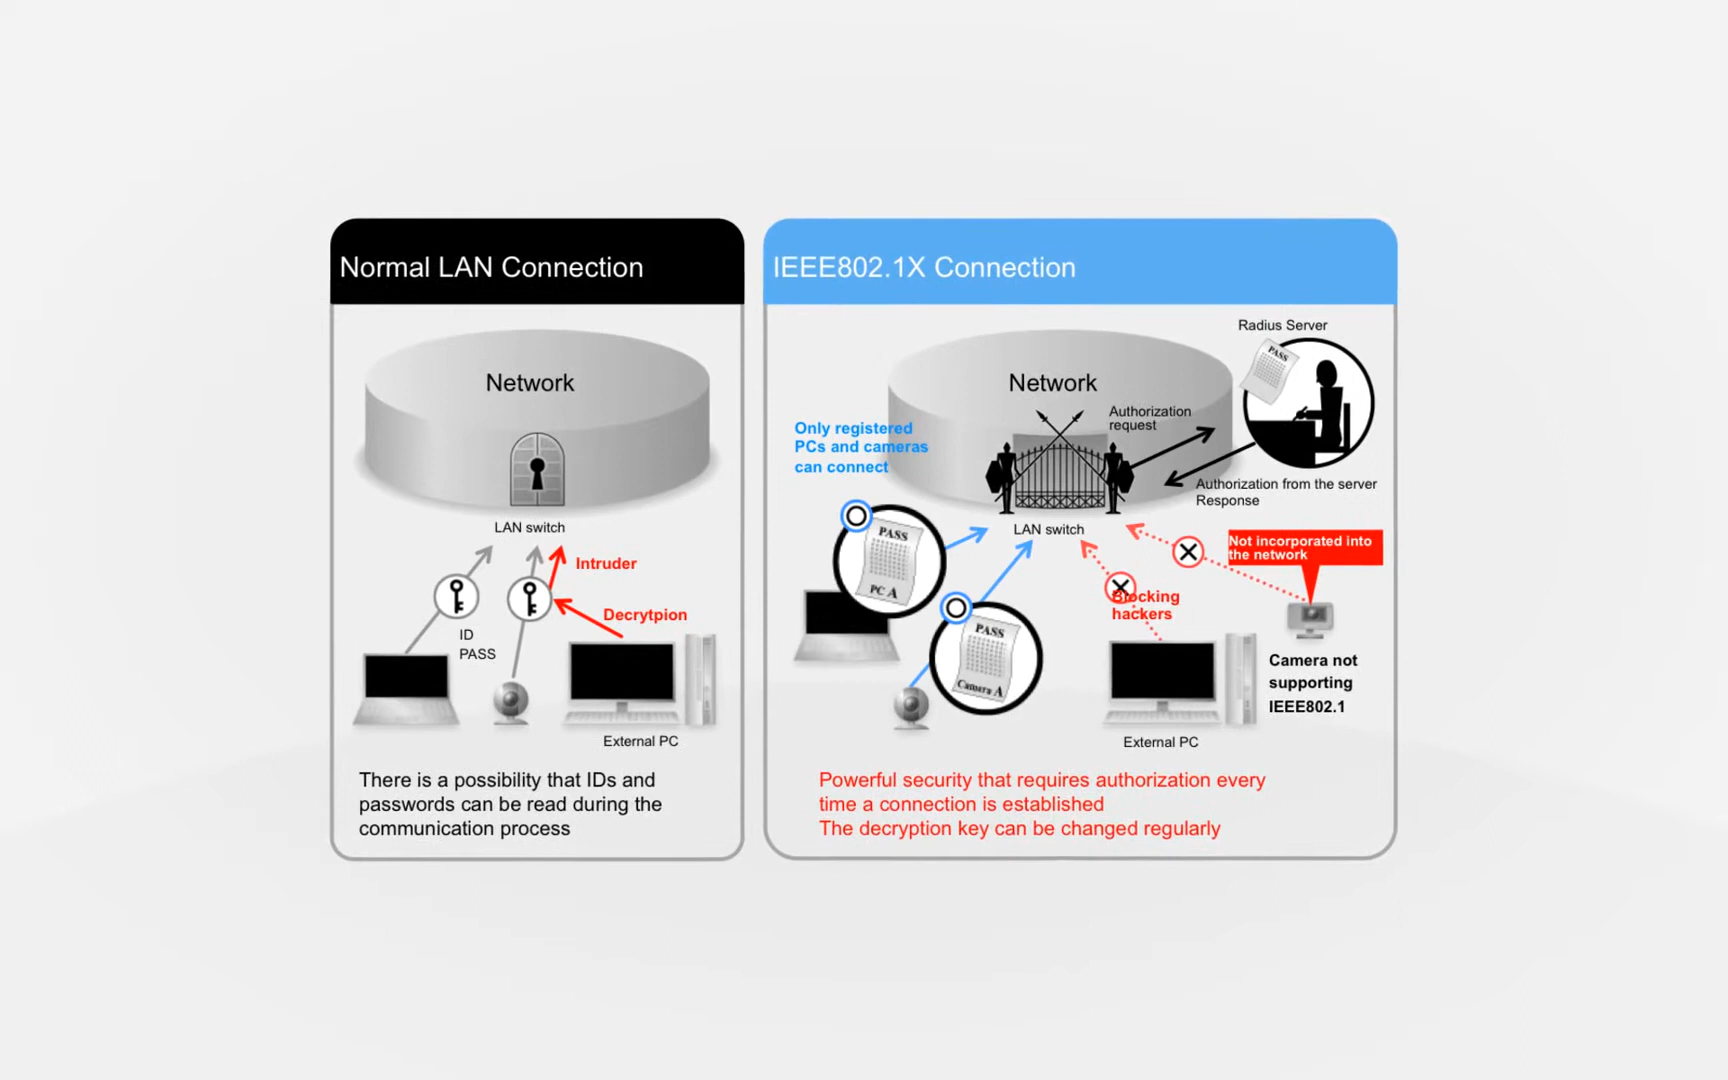 Normal LAN Connection
Network
LAN switch
Intruder
Decrytpion
ID
PASS
External PC
There is a possibility that IDs and
passwords can be read during the
communication process
IEEE802.1X Connection
Radius Server
PASS
Network
Authorization
request
Only registered
PCs and cameras
can connect
Authorization from the server
Response
LAN switch
PASS
PC A
Not incorporated into
the network
Blocking
hackers
PASS
Camera A
Camera not
supporting
IEEE802.1
External PC
Powerful security that requires authorization every
time a connection is established
The decryption key can be changed regularly